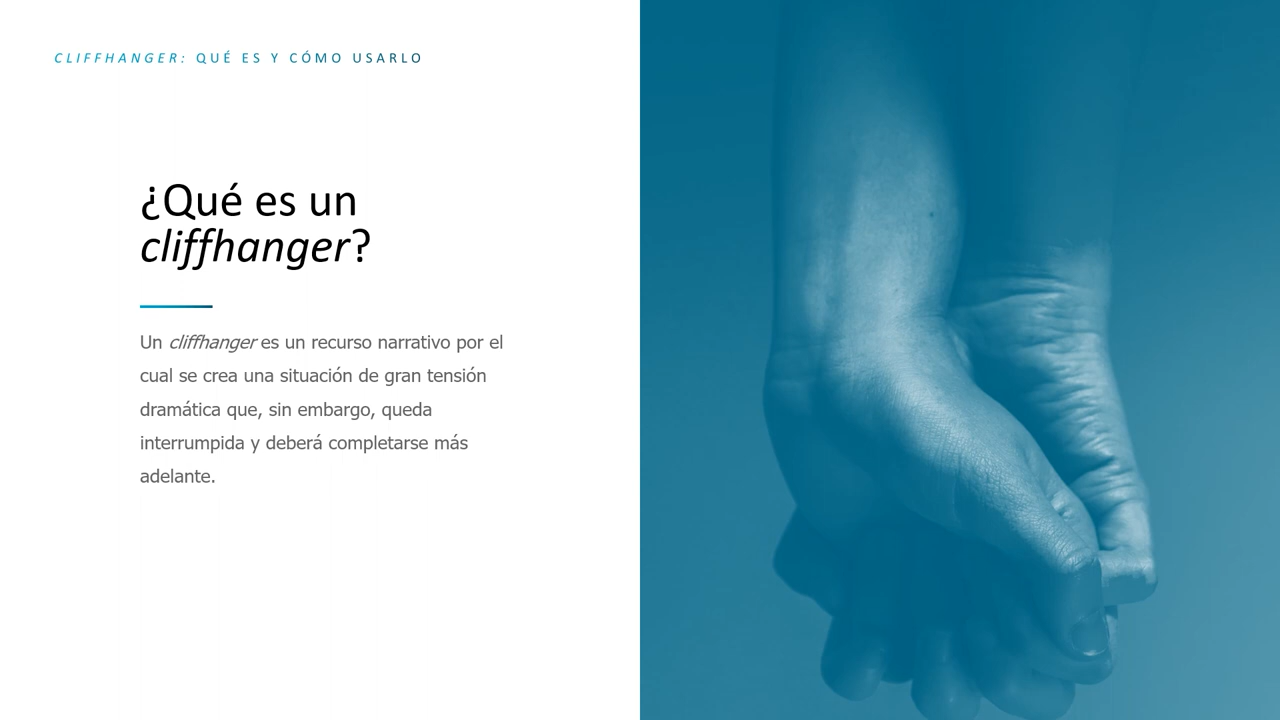 CLIFFHANGER: QUÉ ES Y CÓMO USARLO
¿Qué es un
cliffhanger?
Un cliffhanger es un recurso narrativo por el
cual se crea una situación de gran tensión
dramática que, sin embargo, queda
interrumpida y deberá completarse más
adelante.